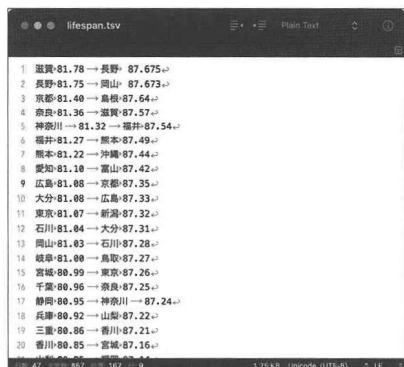 lifespan.tsv
Plain Text
1 滋賀›81.78→長野› 87.675↩
2 長野›81.75→岡山› 87.673↩
3 京都›81.40→島根›87.64↩
4 奈良›81.36→滋賀›87.57↩
5 神奈川→81.32→福井›87.54↩
6 福井›81.27→熊本›87.49↩
7 熊本›81.22→沖縄›87.44↩
8 愛知›81.10→富山›87.42↩
9 広島›81.08→京都›87.35↩
10 大分›81.08→広島›87.33↩
11 東京›81.07→新潟›87.32↩
12 石川›81.04→大分›87.31↩
13 岡山›81.03→石川›87.28↩
14 岐阜›81.00→鳥取›87.27↩
15 宮城›80.99→東京›87.26↩
16 千葉›80.96→奈良›87.25↩
17 静岡›80.95→神奈川→87.24↩
18 兵庫›80.92→山梨›87.22↩
19 三重›80.86→香川›87.21↩
20 香川›80.85→宮城›87.16↩
47 857 167 9 1.25 KB Unicode (UTF-8) LF